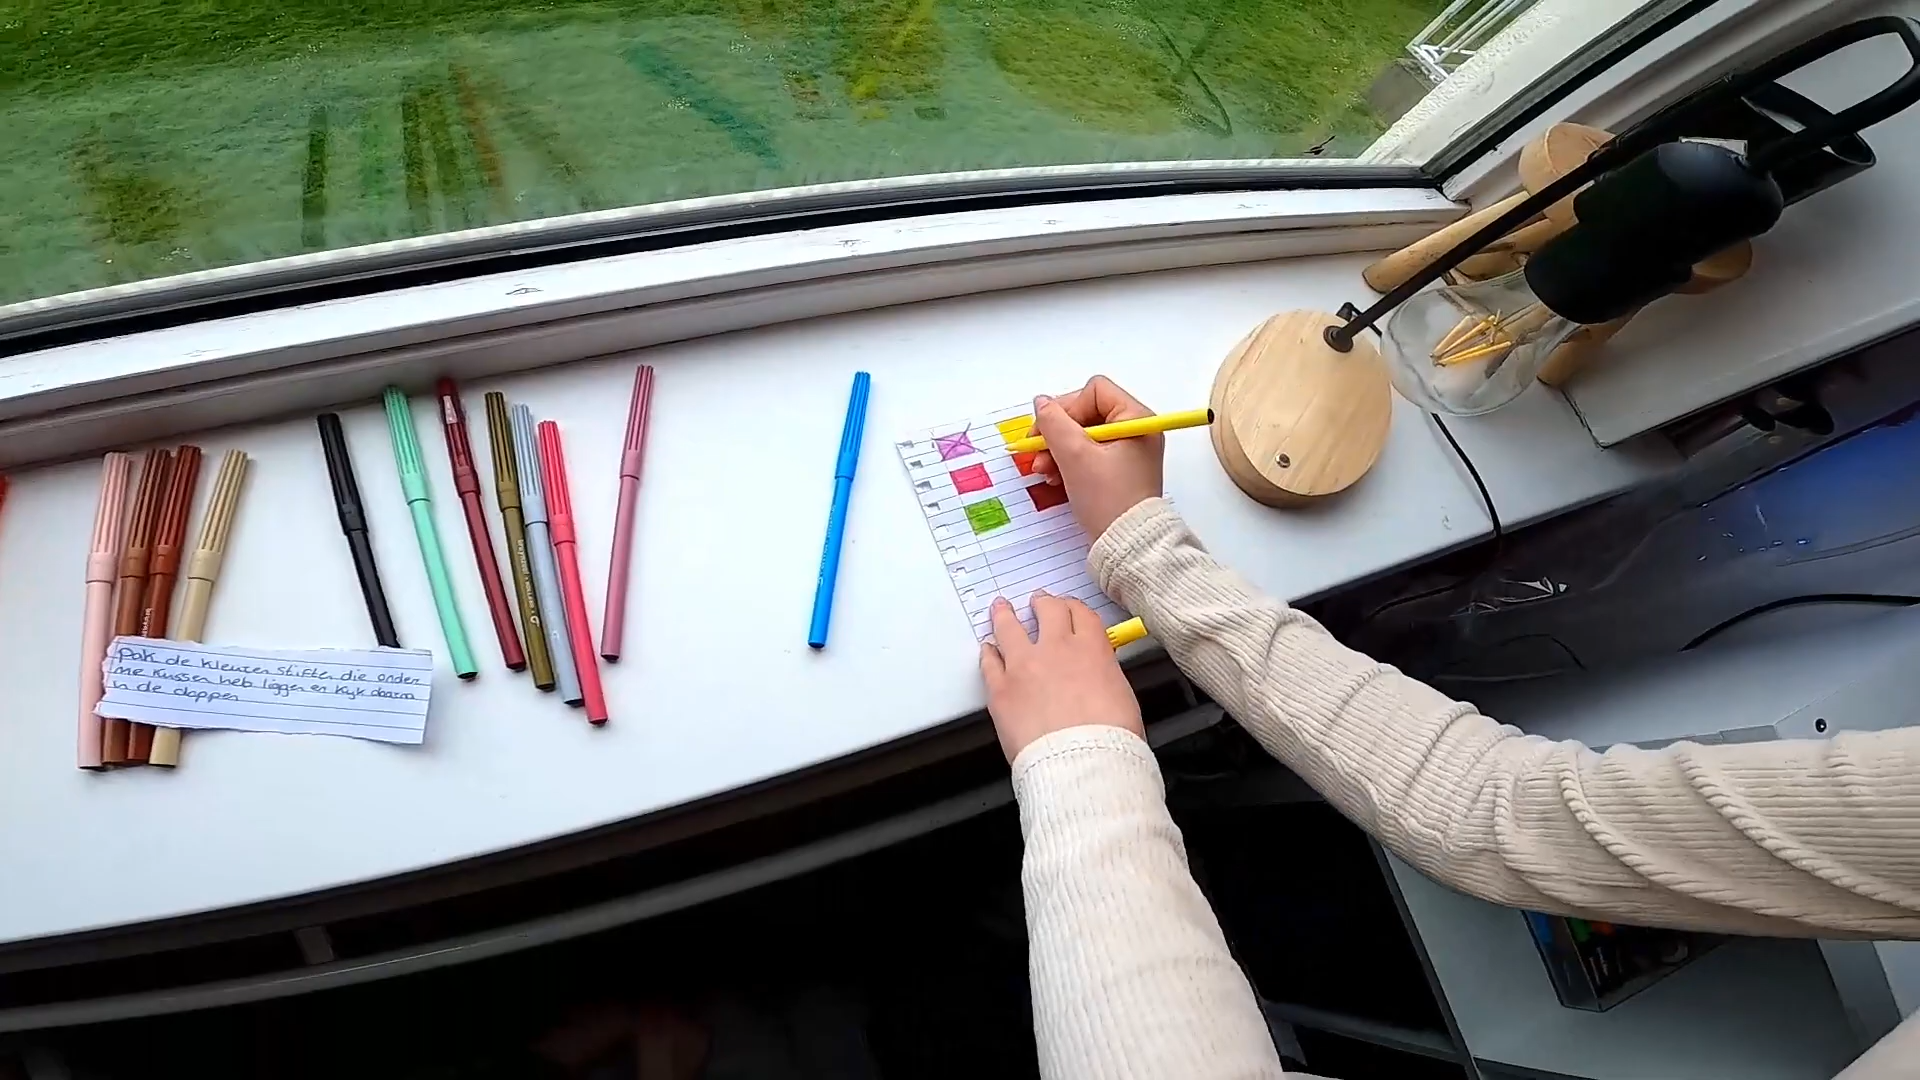 pak de kleuren stiften die onder
me kussen heb liggen en kijk daarna
in de doppen